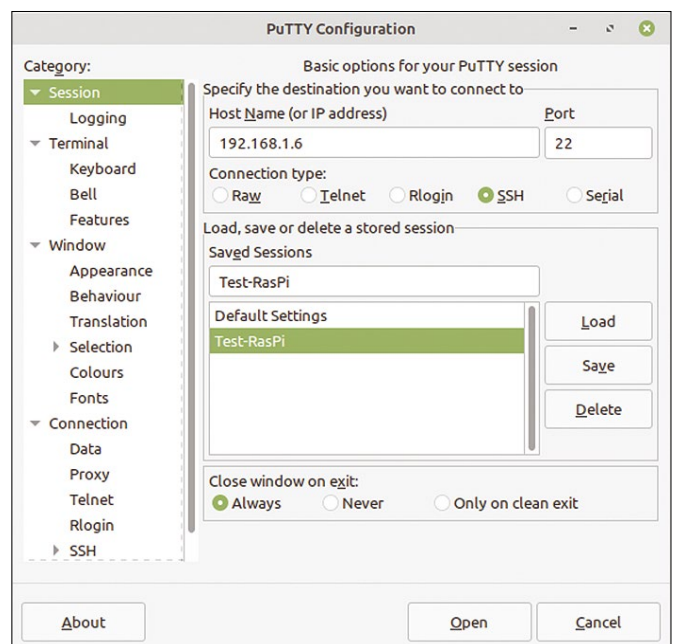 PuTTY Configuration
Category:
Session
Logging
Terminal
Keyboard
Bell
Features
Window
Appearance
Behaviour
Translation
Selection
Colours
Fonts
Connection
Data
Proxy
Telnet
Rlogin
SSH
Basic options for your PuTTY session
Specify the destination you want to connect to
Host Name (or IP address) Port
192.168.1.6 22
Connection type:
Raw Telnet Rlogin SSH Serial
Load, save or delete a stored session
Saved Sessions
Test-RasPi
Default Settings
Test-RasPi
Load
Save
Delete
Close window on exit:
Always Never Only on clean exit
About Open Cancel